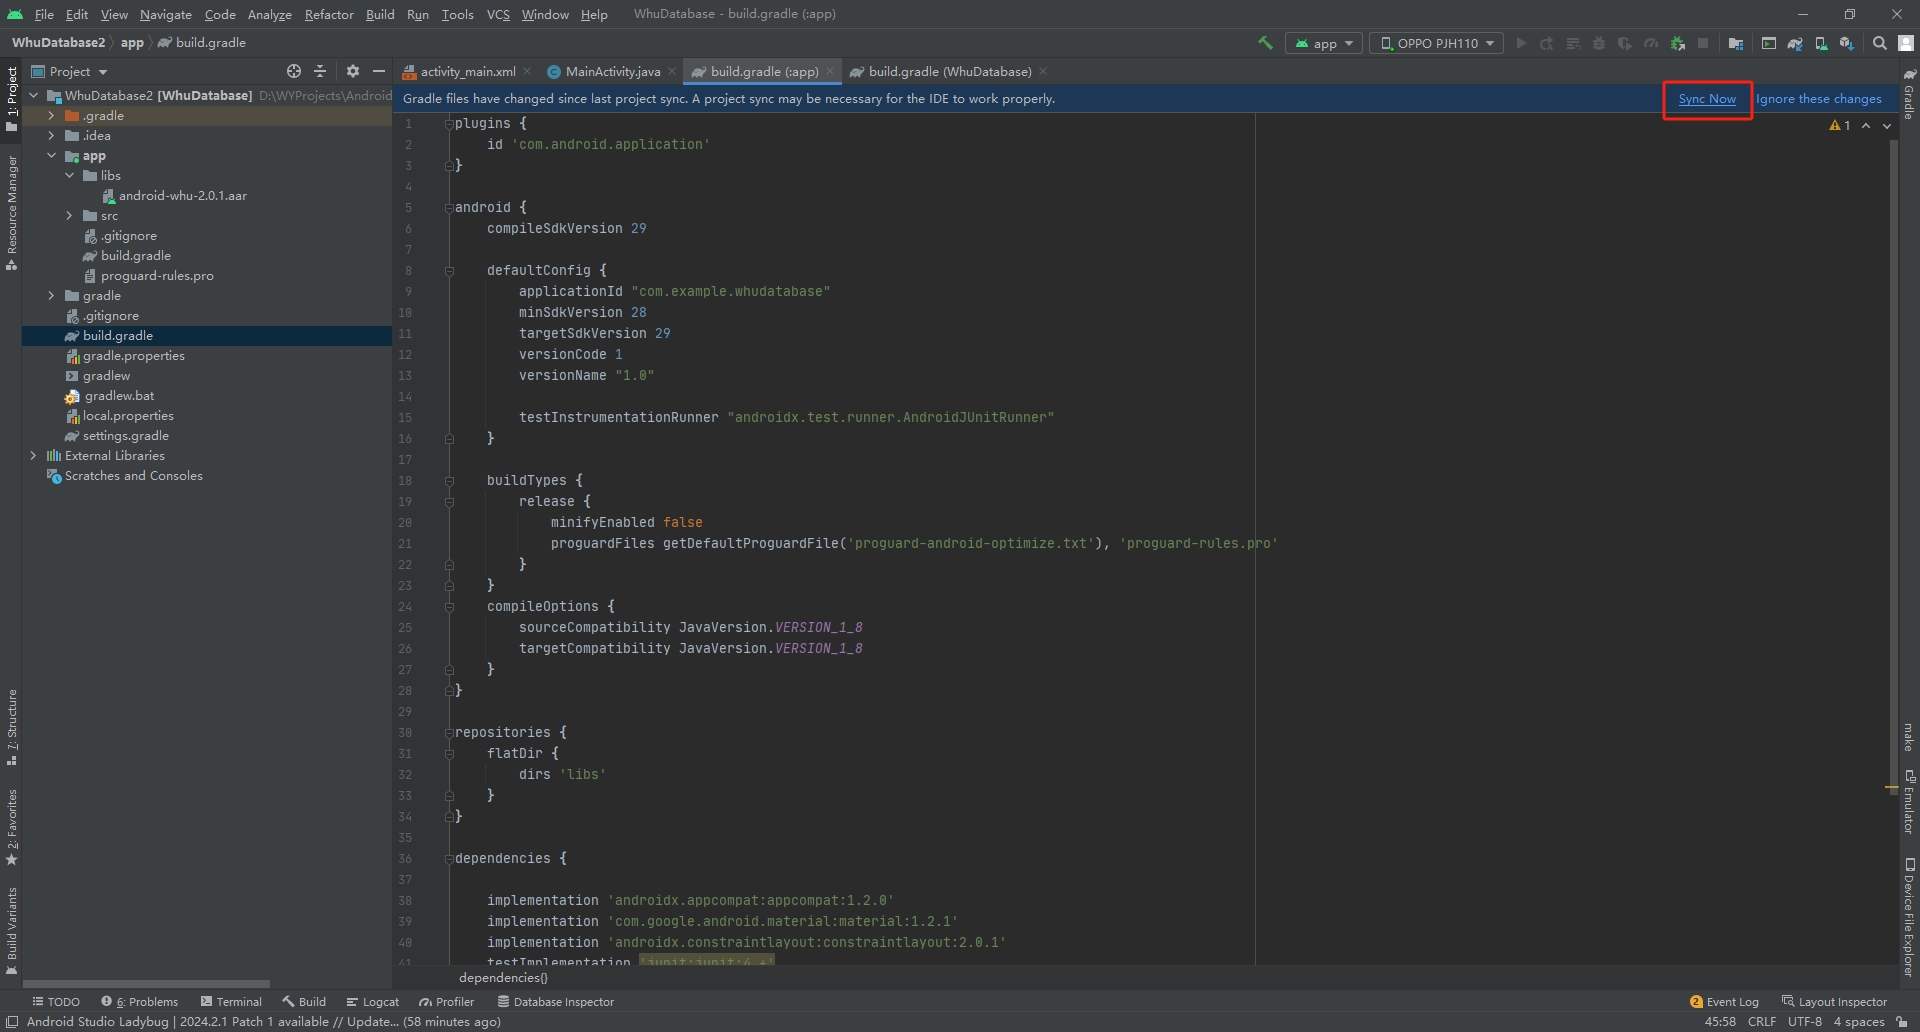 File Edit View Navigate Code Analyze Refactor Build Run Tools VCS Window Help WhuDatabase - build.gradle (:app)
WhuDatabase2 app build.gradle
app OPPO PJH110
Project
activity_main.xml MainActivity.java build.gradle (:app) build.gradle (WhuDatabase)
Gradle files have changed since last project sync. A project sync may be necessary for the IDE to work properly. Sync Now Ignore these changes
1
1: Project
Resource Manager
7: Structure
2: Favorites
Build Variants
WhuDatabase2 [WhuDatabase] D:\WYProjects\Android
.gradle
.idea
app
libs
android-whu-2.0.1.aar
src
.gitignore
build.gradle
proguard-rules.pro
gradle
.gitignore
build.gradle
gradle.properties
gradlew
gradlew.bat
local.properties
settings.gradle
External Libraries
Scratches and Consoles
1 plugins {
2 id 'com.android.application'
3 }
4
5 android {
6 compileSdkVersion 29
7
8 defaultConfig {
9 applicationId "com.example.whudatabase"
10 minSdkVersion 28
11 targetSdkVersion 29
12 versionCode 1
13 versionName "1.0"
14
15 testInstrumentationRunner "androidx.test.runner.AndroidJUnitRunner"
16 }
17
18 buildTypes {
19 release {
20 minifyEnabled false
21 proguardFiles getDefaultProguardFile('proguard-android-optimize.txt'), 'proguard-rules.pro'
22 }
23 }
24 compileOptions {
25 sourceCompatibility JavaVersion.VERSION_1_8
26 targetCompatibility JavaVersion.VERSION_1_8
27 }
28 }
29
30 repositories {
31 flatDir {
32 dirs 'libs'
33 }
34 }
35
36 dependencies {
37
38 implementation 'androidx.appcompat:appcompat:1.2.0'
39 implementation 'com.google.android.material:material:1.2.1'
40 implementation 'androidx.constraintlayout:constraintlayout:2.0.1'
41 testImplementation 'junit:junit:4.+'
dependencies{}
Gradle
make
Emulator
Device File Explorer
TODO 6: Problems Terminal Build Logcat Profiler Database Inspector 2 Event Log Layout Inspector
Android Studio Ladybug | 2024.2.1 Patch 1 available // Update... (58 minutes ago) 45:58 CRLF UTF-8 4 spaces